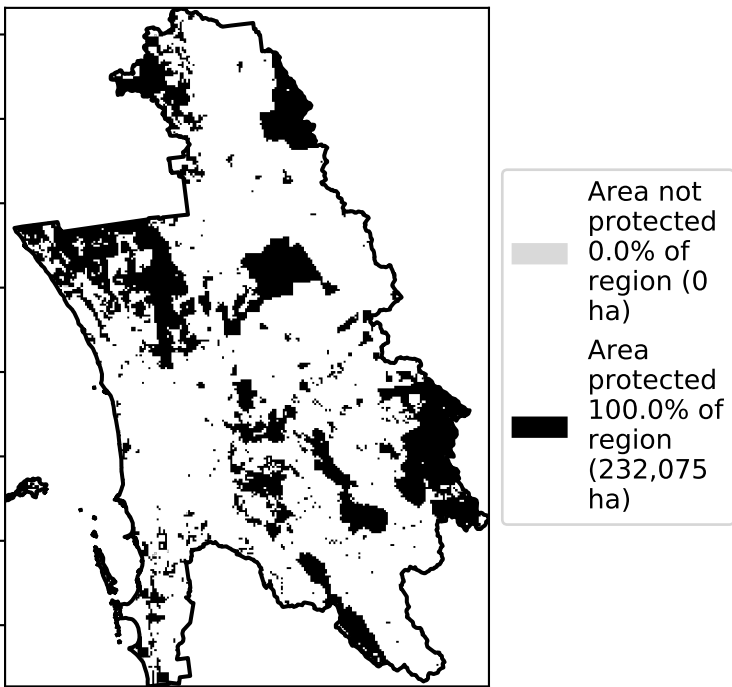 Area not
protected
0.0% of
region (0
ha)
Area
protected
100.0% of
region
(232,075
ha)